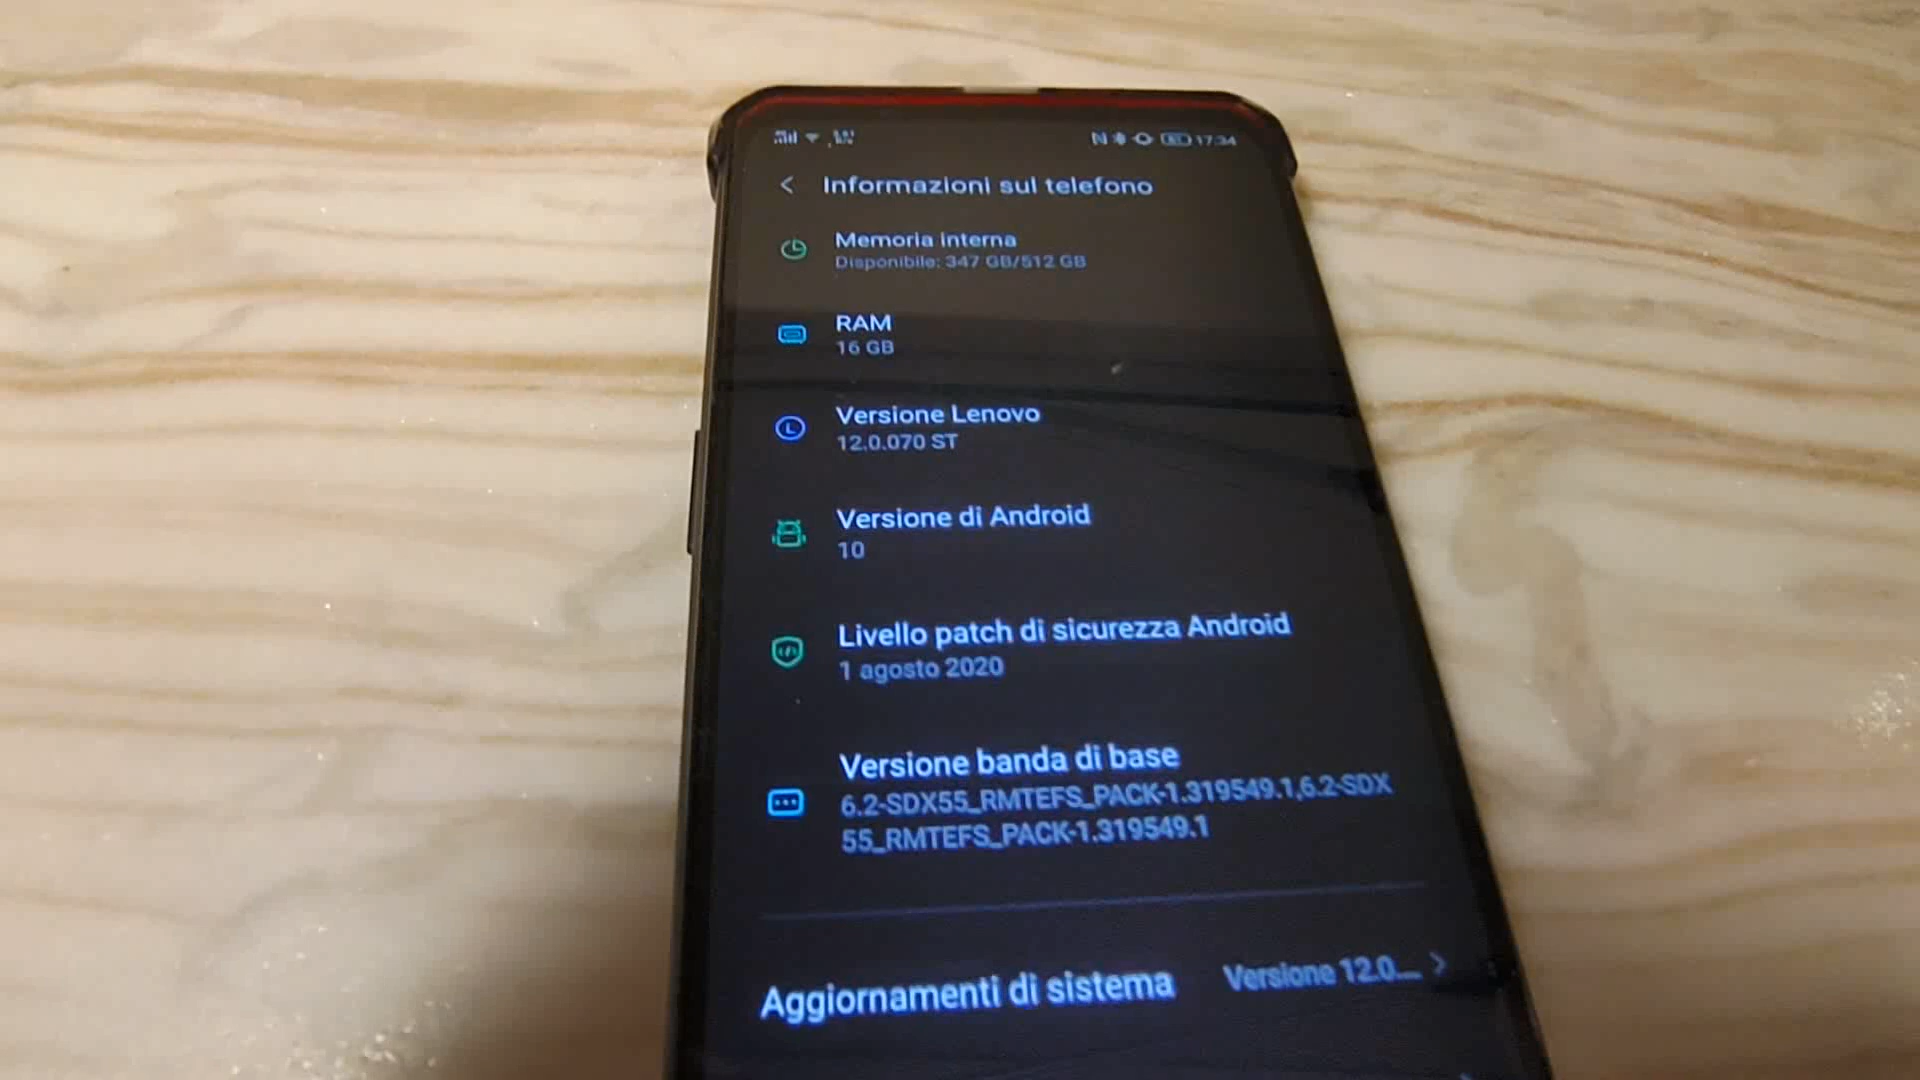 17:34
Informazioni sul telefono
Memoria interna
Disponibile: 347 GB/512 GB
RAM
16 GB
Versione Lenovo
12.0.070 ST
Versione di Android
10
Livello patch di sicurezza Android
1 agosto 2020
Versione banda di base
6.2-SDX55_RMTEFS_PACK-1.319549.1,6.2-SDX
55_RMTEFS_PACK-1.319549.1
Aggiornamenti di sistema
Versione 12.0....